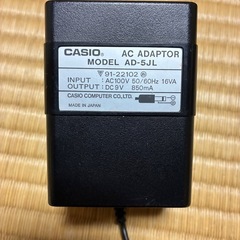 CASIO® AC ADAPTOR
MODEL AD-5JL
91-22102
INPUT : AC100V 50/60Hz 16VA
OUTPUT : DC9V 850mA
CASIO COMPUTER CO.,LTD.
MADE IN JAPAN